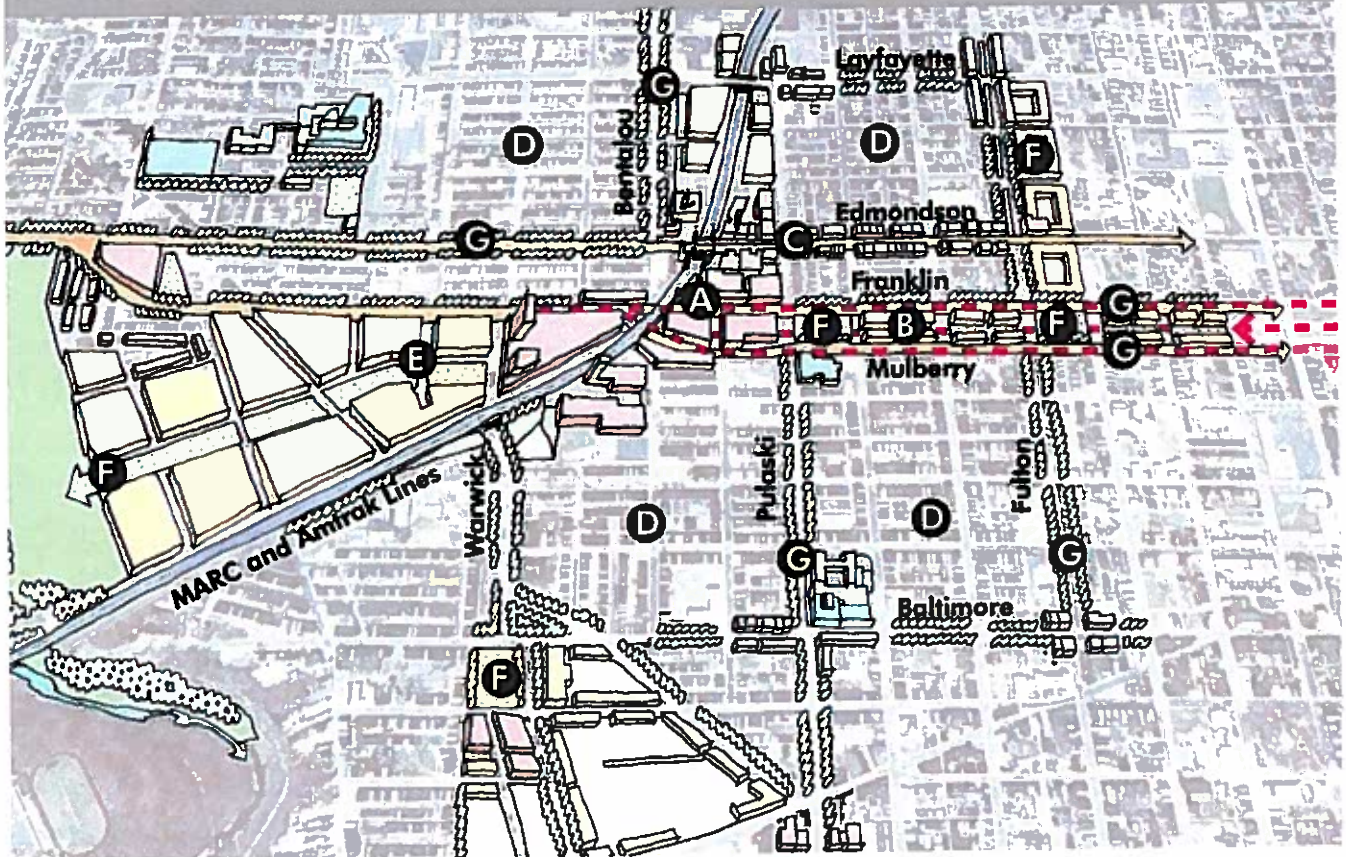 Layfayette
G
Bentalou
D
D
F
Edmondson
G
C
Franklin
A
G
F
B
F
E
G
Mulberry
F
MARC and Amtrak Lines
Warwick
Pulaski
Fulton
D
D
G
G
Baltimore
F